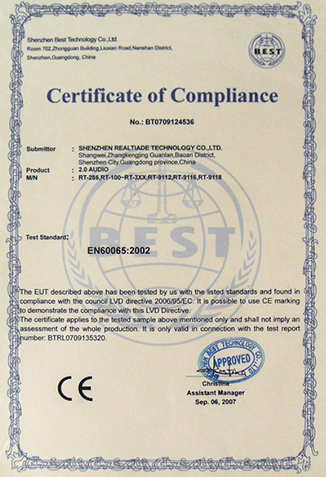 Shenzhen Best Technology Co.,Ltd.
Room 702,Zhongguan Building,Liuxian Road,Nanshan District,
Shenzhen,Guangdong, China
BEST
Certificate of Compliance
No.: BT0709124536
Submittor : SHENZHEN REALTIADE TECHNOLOGY CO.,LTD.
Shangwei,Zhangkengjing Guanlan,Baoan District,
Shenzhen City,Guangdong province,China
Product : 2.0 AUDIO
M/N : RT-288,RT-100~RT-3XX,RT-9112,RT-9116,RT-9118
BEST
Test Standard:
EN60065:2002
The EUT described above has been tested by us with the listed standards and found in
compliance with the council LVD directive 2006/95/EC. It is possible to use CE marking
to demonstrate the compliance with this LVD Directive.
The certificate applies to the tested sample above mentioned only and shall not imply an
assessment of the whole production. It is only valid in connection with the test report
number: BTRL0709135320.
BEST TECHNOLOGY CO.,LTD
APPROVED
CE
Christina
Assistant Manager
Sep. 06, 2007